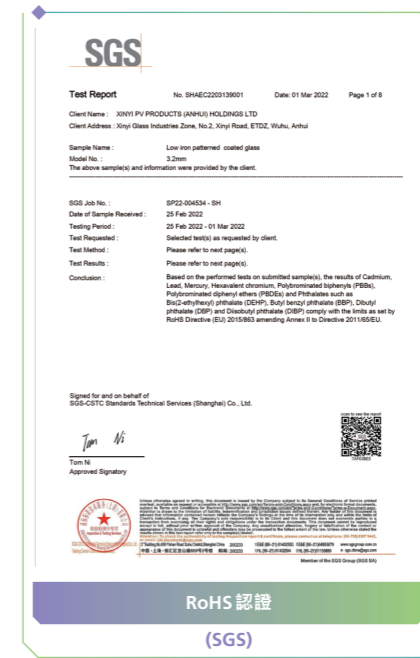 SGS
Test Report No. SHAEC2203139001 Date: 01 Mar 2022 Page 1 of 8
Client Name : XINYI PV PRODUCTS (ANHUI) HOLDINGS LTD
Client Address : Xinyi Glass Industries Zone, No.2, Xinyi Road, ETDZ, Wuhu, Anhui
Sample Name : Low iron patterned coated glass
Model No. : 3.2mm
The above sample(s) and information were provided by the client.
SGS Job No. : SP22-004534 - SH
Date of Sample Received : 25 Feb 2022
Testing Period : 25 Feb 2022 - 01 Mar 2022
Test Requested : Selected test(s) as requested by client.
Test Method : Please refer to next page(s).
Test Results : Please refer to next page(s).
Conclusion : Based on the performed tests on submitted sample(s), the results of Cadmium,
Lead, Mercury, Hexavalent chromium, Polybrominated biphenyls (PBBs),
Polybrominated diphenyl ethers (PBDEs) and Phthalates such as
Bis(2-ethylhexyl) phthalate (DEHP), Butyl benzyl phthalate (BBP), Dibutyl
phthalate (DBP) and Diisobutyl phthalate (DIBP) comply with the limits as set by
RoHS Directive (EU) 2015/863 amending Annex II to Directive 2011/65/EU.
Signed for and on behalf of
SGS-CSTC Standards Technical Services (Shanghai) Co., Ltd.
scan to see the report
Tom Ni
Tom Ni
Approved Signatory
Member of the SGS Group (SGS SA)
RoHS 認證
(SGS)